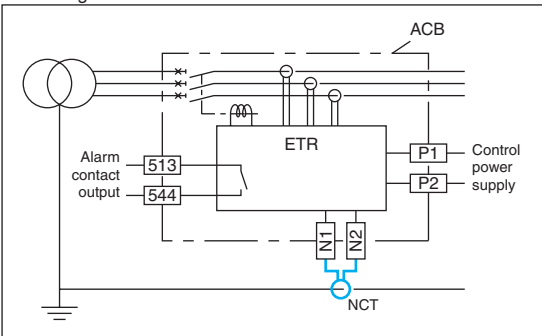 ACB
ETR
Alarm
contact
output
513
544
P1
P2
Control
power
supply
N1
N2
NCT